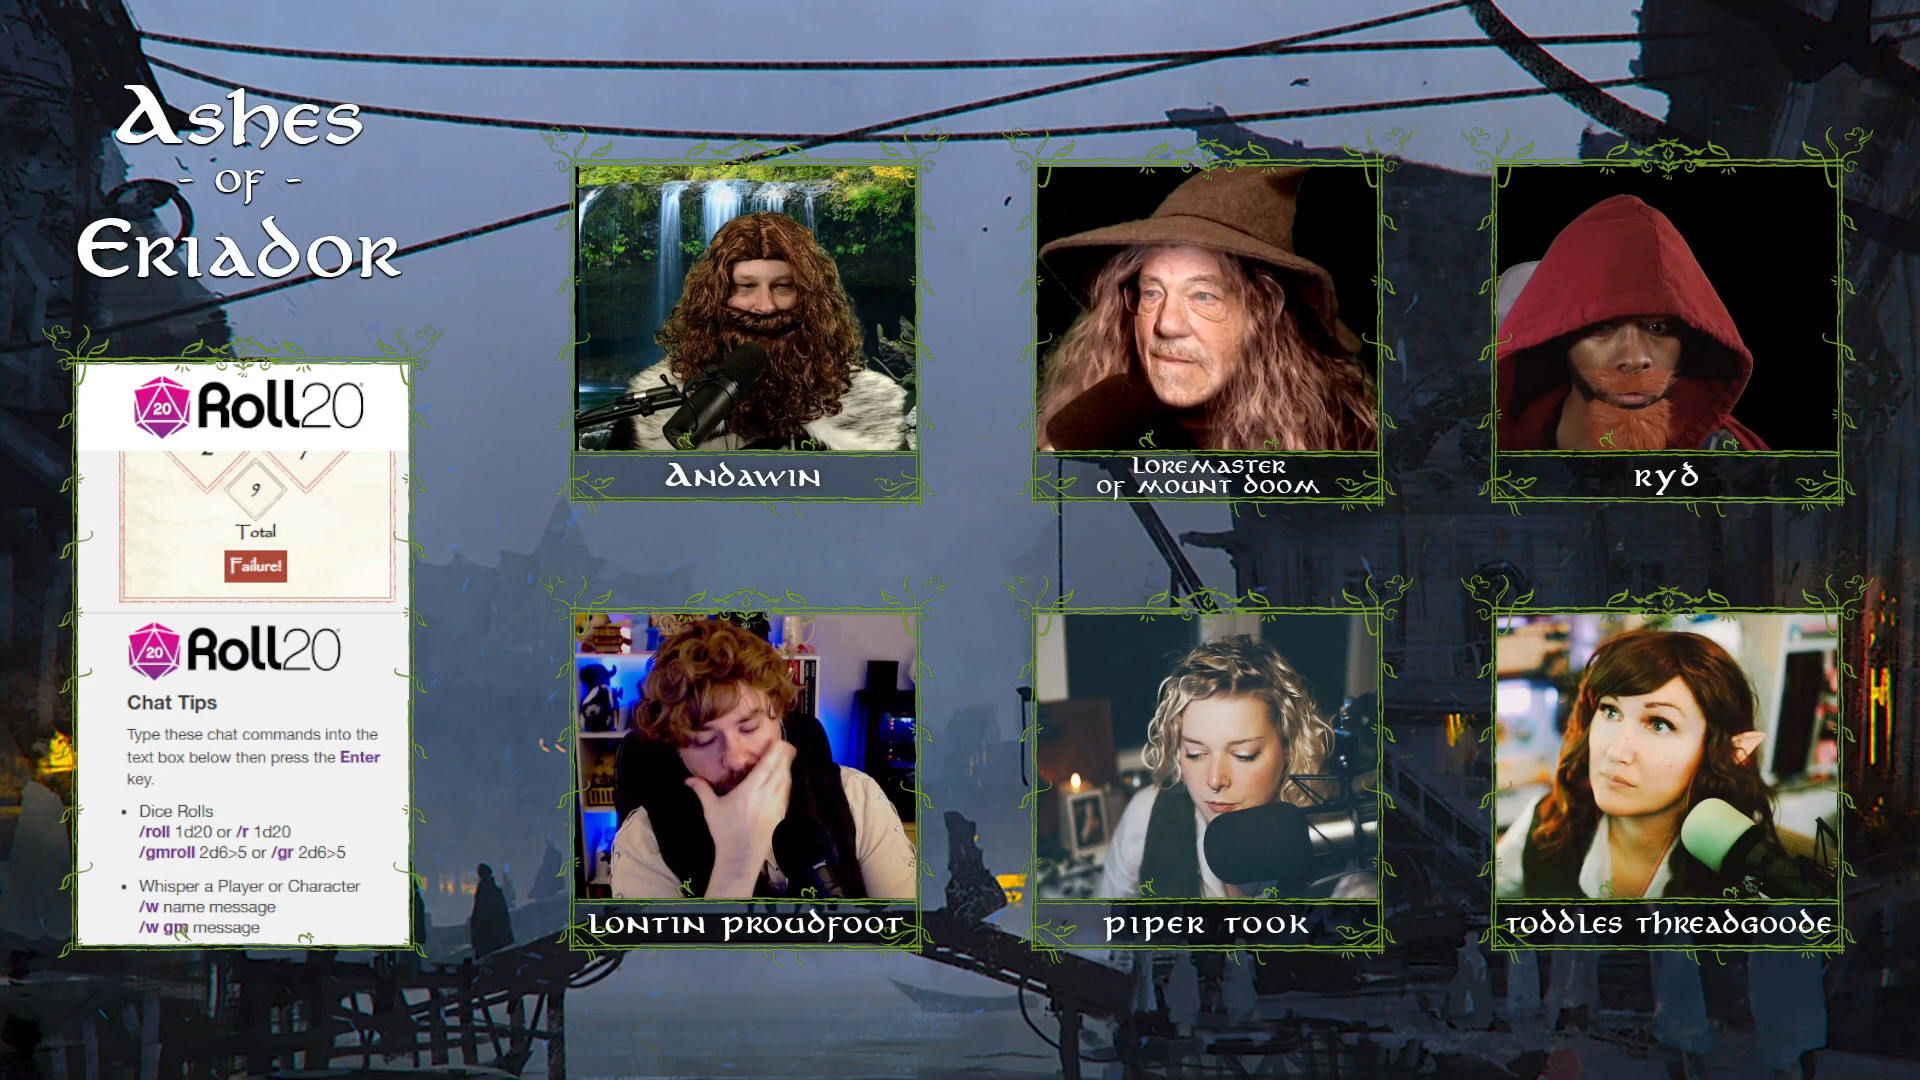 Ashes
- of -
Eriador
20 Roll20
9
Total
Failure!
20 Roll20
Chat Tips
Type these chat commands into the
text box below then press the Enter
key.
• Dice Rolls
/roll 1d20 or /r 1d20
/gmroll 2d6>5 or /gr 2d6>5
• Whisper a Player or Character
/w name message
/w gm message
Andawin
Loremaster
of Mount Doom
Ryd
Lontin Proudfoot
Piper Took
Toddles Threadgoode